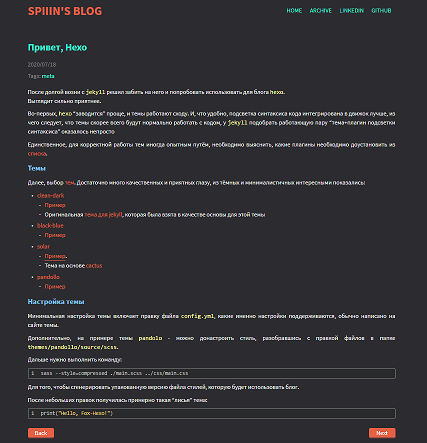 SPIIIN'S BLOG
HOME ARCHIVE LINKEDIN GITHUB
Привет, Hexo
2020/07/18
Tags: meta
После долгой возни с jekyll решил забить на него и попробовать использовать для блога hexo.
Выглядит сильно приятнее.
Во-первых, hexo "заводится" проще, и темы работают сходу. И, что удобно, подсветка синтаксиса кода интегрирована в движок лучше, из
чего следует, что темы скорее всего будут нормально работать с кодом, у jekyll подобрать работающую пару "тема+плагин подсветки
синтаксиса" оказалось непросто
Единственное, для корректной работы тем иногда опытным путём, необходимо выяснить, какие плагины необходимо доустановить из
списка.
Темы
Далее, выбор тем. Достаточно много качественных и приятных глазу, из тёмных и минималистичных интересными показались:
clean-dark
Пример
Оригинальная тема для jekyll, которая была взята в качестве основы для этой темы
black-blue
Пример
solar
Пример.
Тема на основе cactus
pandollo
Пример
Настройка темы
Минимальная настройка темы включает правку файла config.yml, какие именно настройки поддерживаются, обычно написано на
сайте темы.
Дополнительно, на примере темы pandolo - можно донастроить стиль, разобравшись с правкой файлов в папке
themes/pandollo/source/scss.
Дальше нужно выполнить команду:
1 sass --style=compressed ./main.scss ../css/main.css
Для того, чтобы сгенерировать упакованную версию файла стилей, которую будет использовать блог.
После небольших правок получилась примерно такая "лисья" тема:
1 print("Hello, Fox-Hexo!")
Back Next